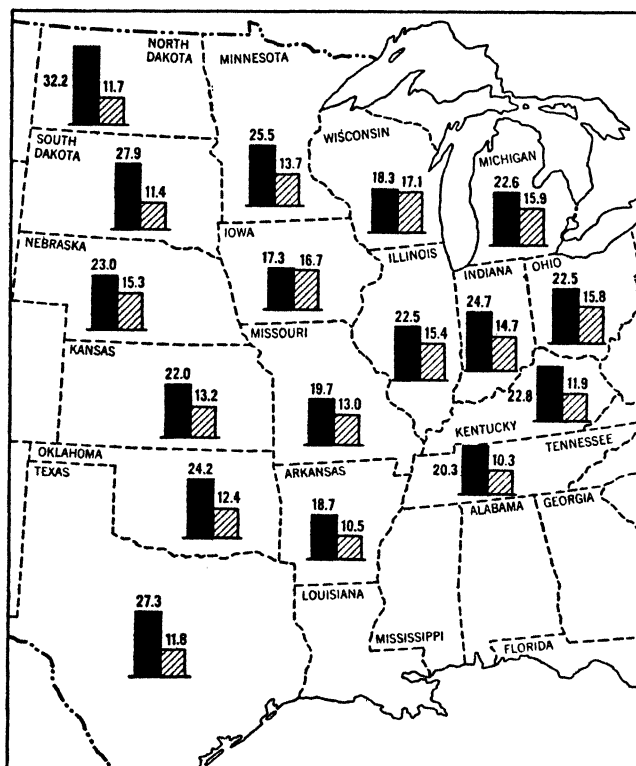 NORTH
DAKOTA
MINNESOTA
32.2
11.7
SOUTH
DAKOTA
27.9
11.4
25.5
13.7
WISCONSIN
18.3
17.1
MICHIGAN
22.6
15.9
NEBRASKA
23.0
15.3
IOWA
17.3
16.7
ILLINOIS
22.5
15.4
INDIANA
24.7
14.7
OHIO
22.5
15.8
KANSAS
22.0
13.2
MISSOURI
19.7
13.0
22.8
11.9
KENTUCKY
TENNESSEE
20.3
10.3
OKLAHOMA
TEXAS
24.2
12.4
ARKANSAS
18.7
10.5
ALABAMA
GEORGIA
27.3
11.8
LOUISIANA
MISSISSIPPI
FLORIDA